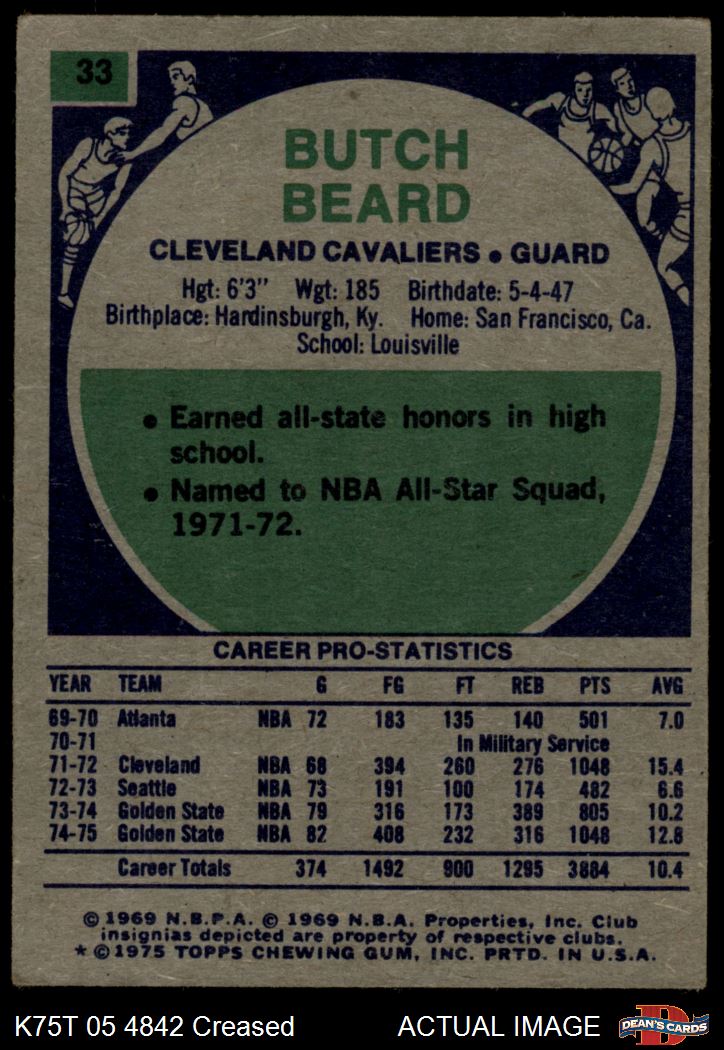 33
BUTCH
BEARD
CLEVELAND CAVALIERS • GUARD
Hgt: 6'3" Wgt: 185 Birthdate: 5-4-47
Birthplace: Hardinsburgh, Ky. Home: San Francisco, Ca.
School: Louisville
• Earned all-state honors in high
school.
• Named to NBA All-Star Squad,
1971-72.
CAREER PRO-STATISTICS
YEAR TEAM G FG FT REB PTS AVG
69-70 Atlanta NBA 72 183 135 140 501 7.0
70-71 In Military Service
71-72 Cleveland NBA 68 394 260 276 1048 15.4
72-73 Seattle NBA 73 191 100 174 482 6.6
73-74 Golden State NBA 79 316 173 389 805 10.2
74-75 Golden State NBA 82 408 232 316 1048 12.8
Career Totals 374 1492 900 1295 3884 10.4
© 1969 N.B.P.A. © 1969 N.B.A. Properties, Inc. Club
insignias depicted are property of respective clubs.
* © 1975 TOPPS CHEWING GUM, INC. PRTD. IN U.S.A.
K75T 05 4842 Creased ACTUAL IMAGE
D
DEAN'S CARDS